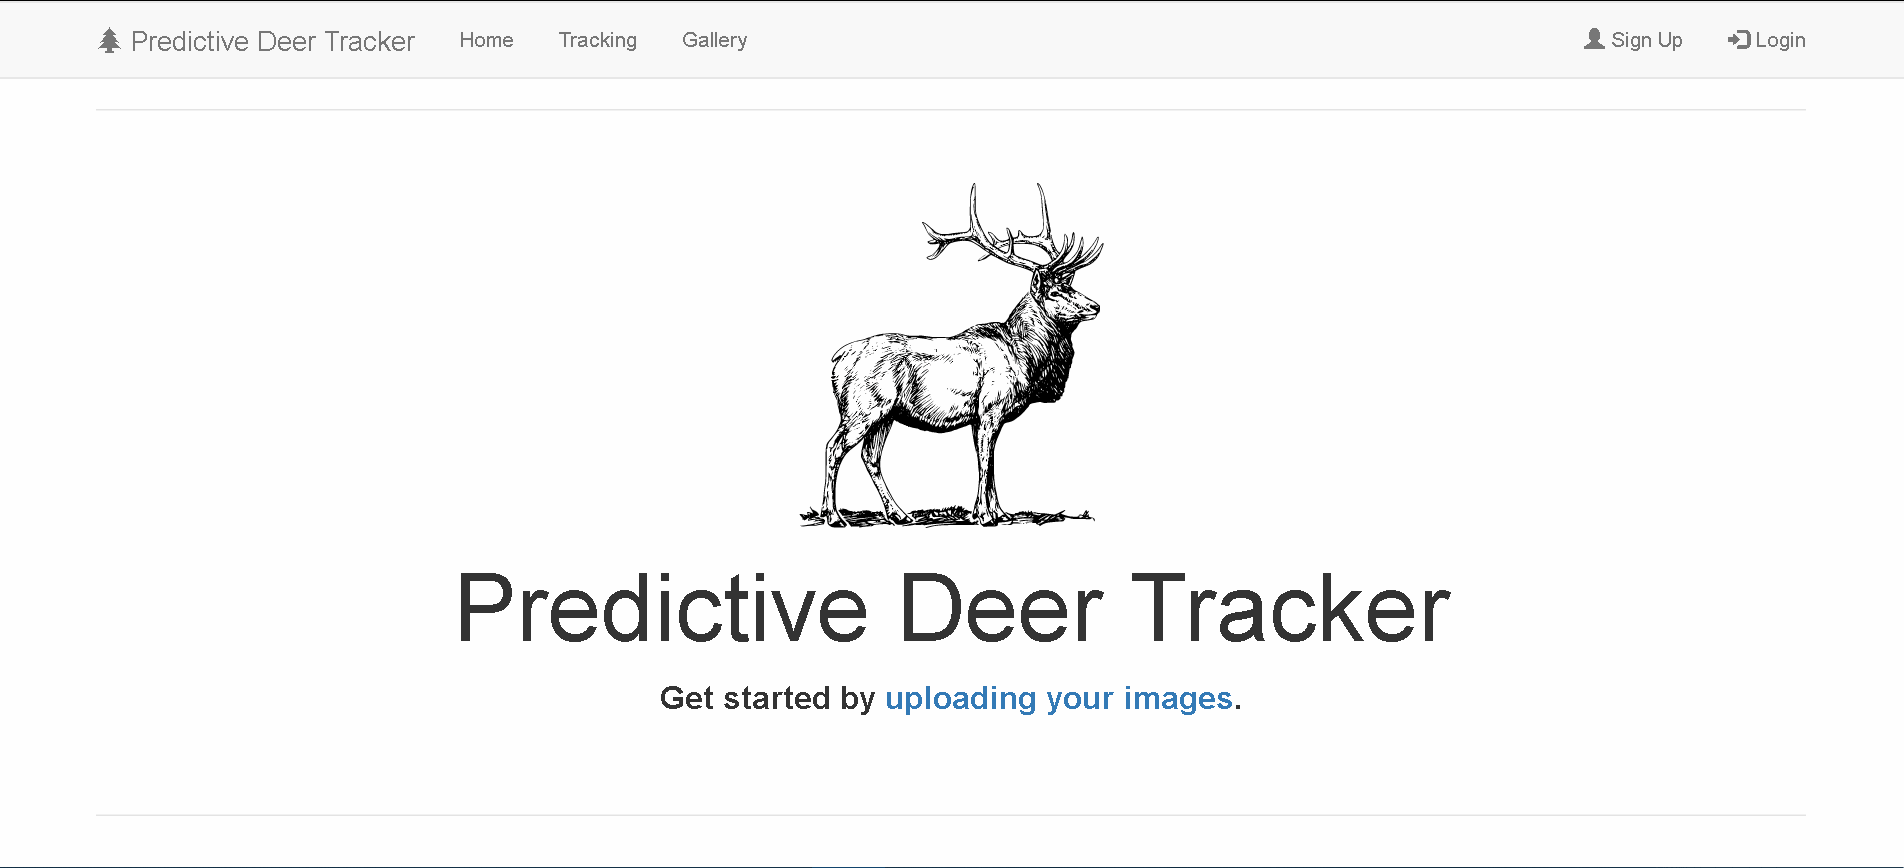 Predictive Deer Tracker Home Tracking Gallery Sign Up Login
Predictive Deer Tracker
Get started by uploading your images.